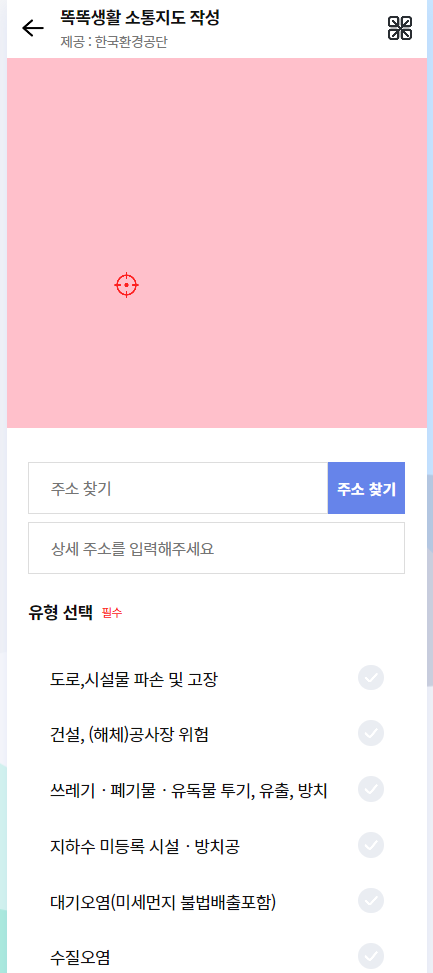 똑똑생활 소통지도 작성
제공 : 한국환경공단
주소 찾기
주소 찾기
상세 주소를 입력해주세요
유형 선택 필수
도로,시설물 파손 및 고장
건설, (해체)공사장 위험
쓰레기ㆍ폐기물ㆍ유독물 투기, 유출, 방치
지하수 미등록 시설ㆍ방치공
대기오염(미세먼지 불법배출포함)
수질오염